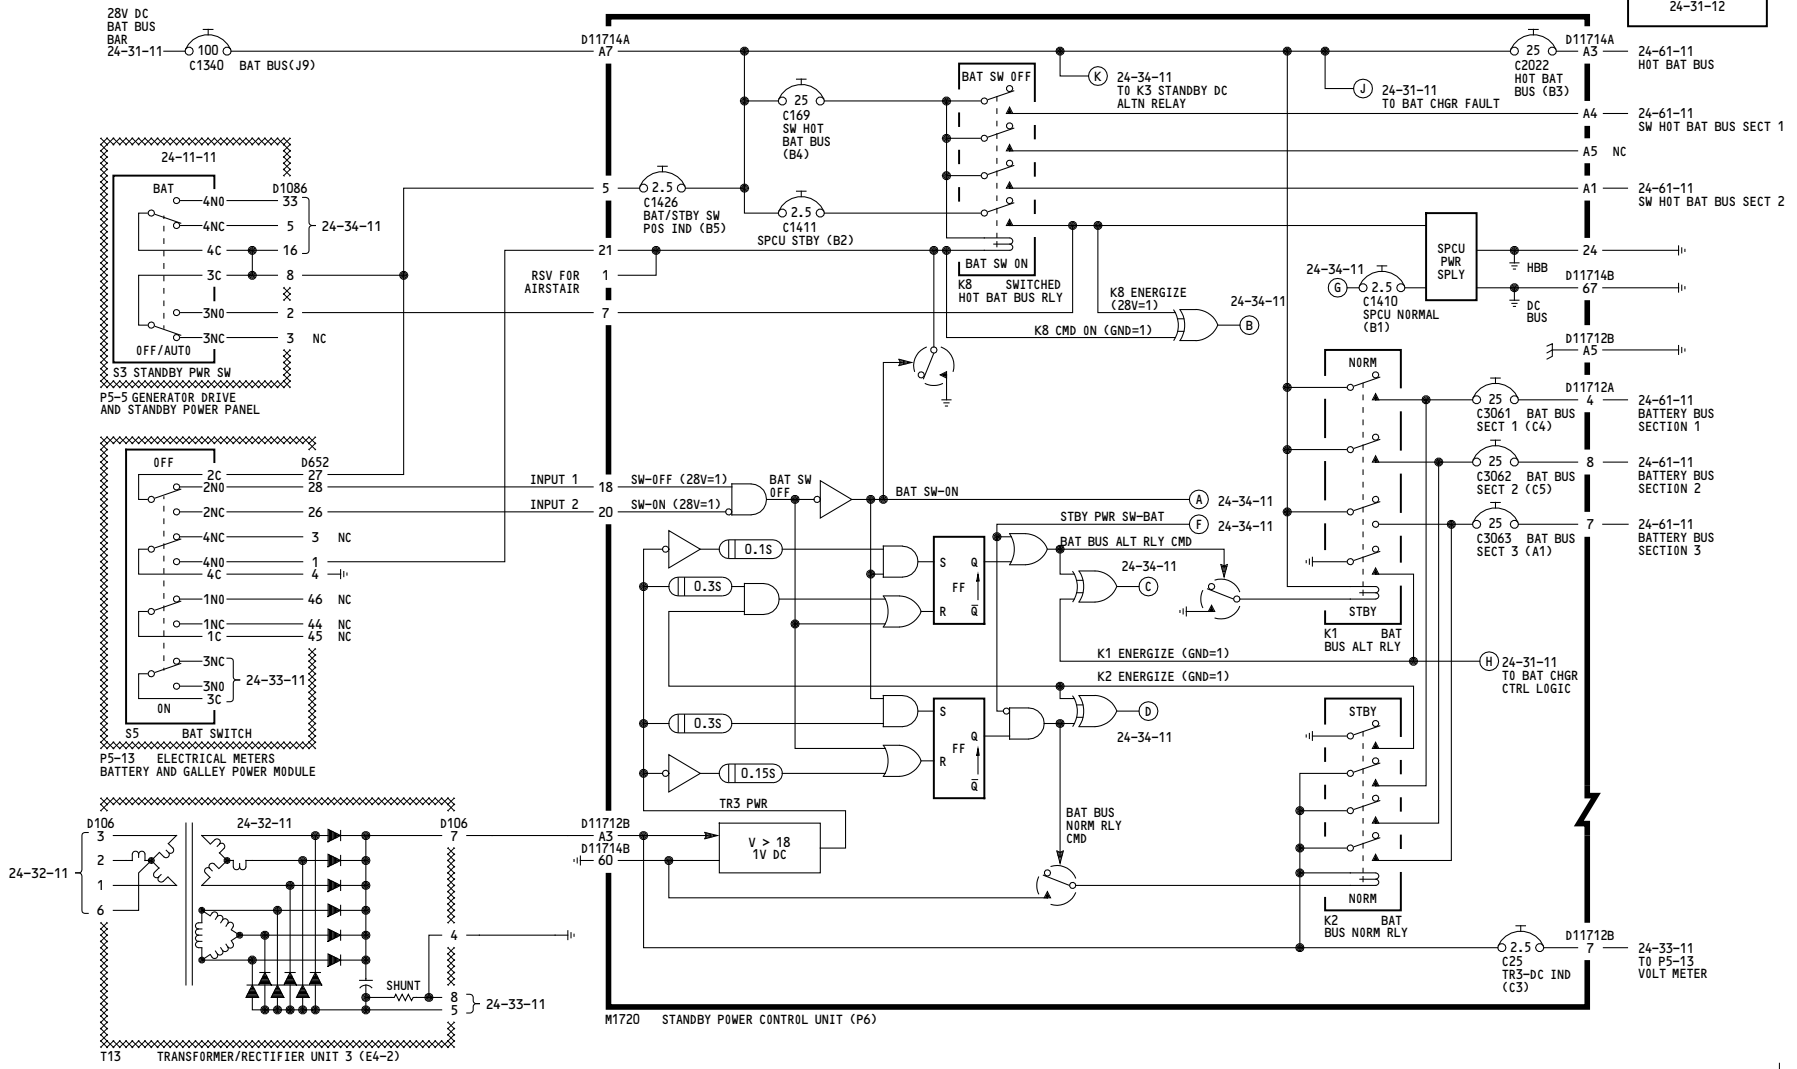 24-31-12
28V DC
BAT BUS
BAR
24-31-11
100
C1340 BAT BUS(J9)
D11714A
A7
K
24-34-11
TO K3 STANDBY DC
ALTN RELAY
J
24-31-11
TO BAT CHGR FAULT
25
C2022
HOT BAT
BUS (B3)
D11714A
A3
24-61-11
HOT BAT BUS
A4
24-61-11
SW HOT BAT BUS SECT 1
A5 NC
A1
24-61-11
SW HOT BAT BUS SECT 2
25
C169
SW HOT
BAT BUS
(B4)
BAT SW OFF
BAT SW ON
K8 SWITCHED
HOT BAT BUS RLY
5
2.5
C1426
BAT/STBY SW
POS IND (B5)
2.5
C1411
SPCU STBY (B2)
24-11-11
BAT
D1086
4NO 33
4NC 5
4C 16
24-34-11
3C 8
3NO 2
3NC 3 NC
OFF/AUTO
S3 STANDBY PWR SW
P5-5 GENERATOR DRIVE
AND STANDBY POWER PANEL
21
RSV FOR
AIRSTAIR
1
7
K8 ENERGIZE
(28V=1)
K8 CMD ON (GND=1)
24-34-11
B
24-34-11
G
2.5
C1410
SPCU NORMAL
(B1)
SPCU
PWR
SPLY
24
HBB
D11714B
67
DC
BUS
D11712B
A5
OFF
D652
2C 27
2NO 28
2NC 26
4NC 3 NC
4NO 1
4C 4
1NO 46 NC
1NC 44 NC
1C 45 NC
3NC
3NO
3C
24-33-11
ON
S5 BAT SWITCH
P5-13 ELECTRICAL METERS
BATTERY AND GALLEY POWER MODULE
INPUT 1 18 SW-OFF (28V=1)
INPUT 2 20 SW-ON (28V=1)
BAT SW
OFF
BAT SW-ON
A 24-34-11
STBY PWR SW-BAT
F 24-34-11
BAT BUS ALT RLY CMD
24-34-11
C
0.1S
0.3S
S Q
FF
R Q
0.3S
0.15S
S Q
FF
R Q
K1 ENERGIZE (GND=1)
K2 ENERGIZE (GND=1)
D
24-34-11
H
24-31-11
TO BAT CHGR
CTRL LOGIC
NORM
STBY
K1 BAT
BUS ALT RLY
25
C3061 BAT BUS
SECT 1 (C4)
D11712A
4
24-61-11
BATTERY BUS
SECTION 1
25
C3062 BAT BUS
SECT 2 (C5)
8
24-61-11
BATTERY BUS
SECTION 2
25
C3063 BAT BUS
SECT 3 (A1)
7
24-61-11
BATTERY BUS
SECTION 3
STBY
NORM
K2 BAT
BUS NORM RLY
BAT BUS
NORM RLY
CMD
TR3 PWR
V > 18
1V DC
D11712B
A3
D11714B
60
D106
3
2
1
6
24-32-11
24-32-11
D106
7
4
SHUNT
8
5
24-33-11
T13 TRANSFORMER/RECTIFIER UNIT 3 (E4-2)
2.5
C25
TR3-DC IND
(C3)
D11712B
7
24-33-11
TO P5-13
VOLT METER
M1720 STANDBY POWER CONTROL UNIT (P6)